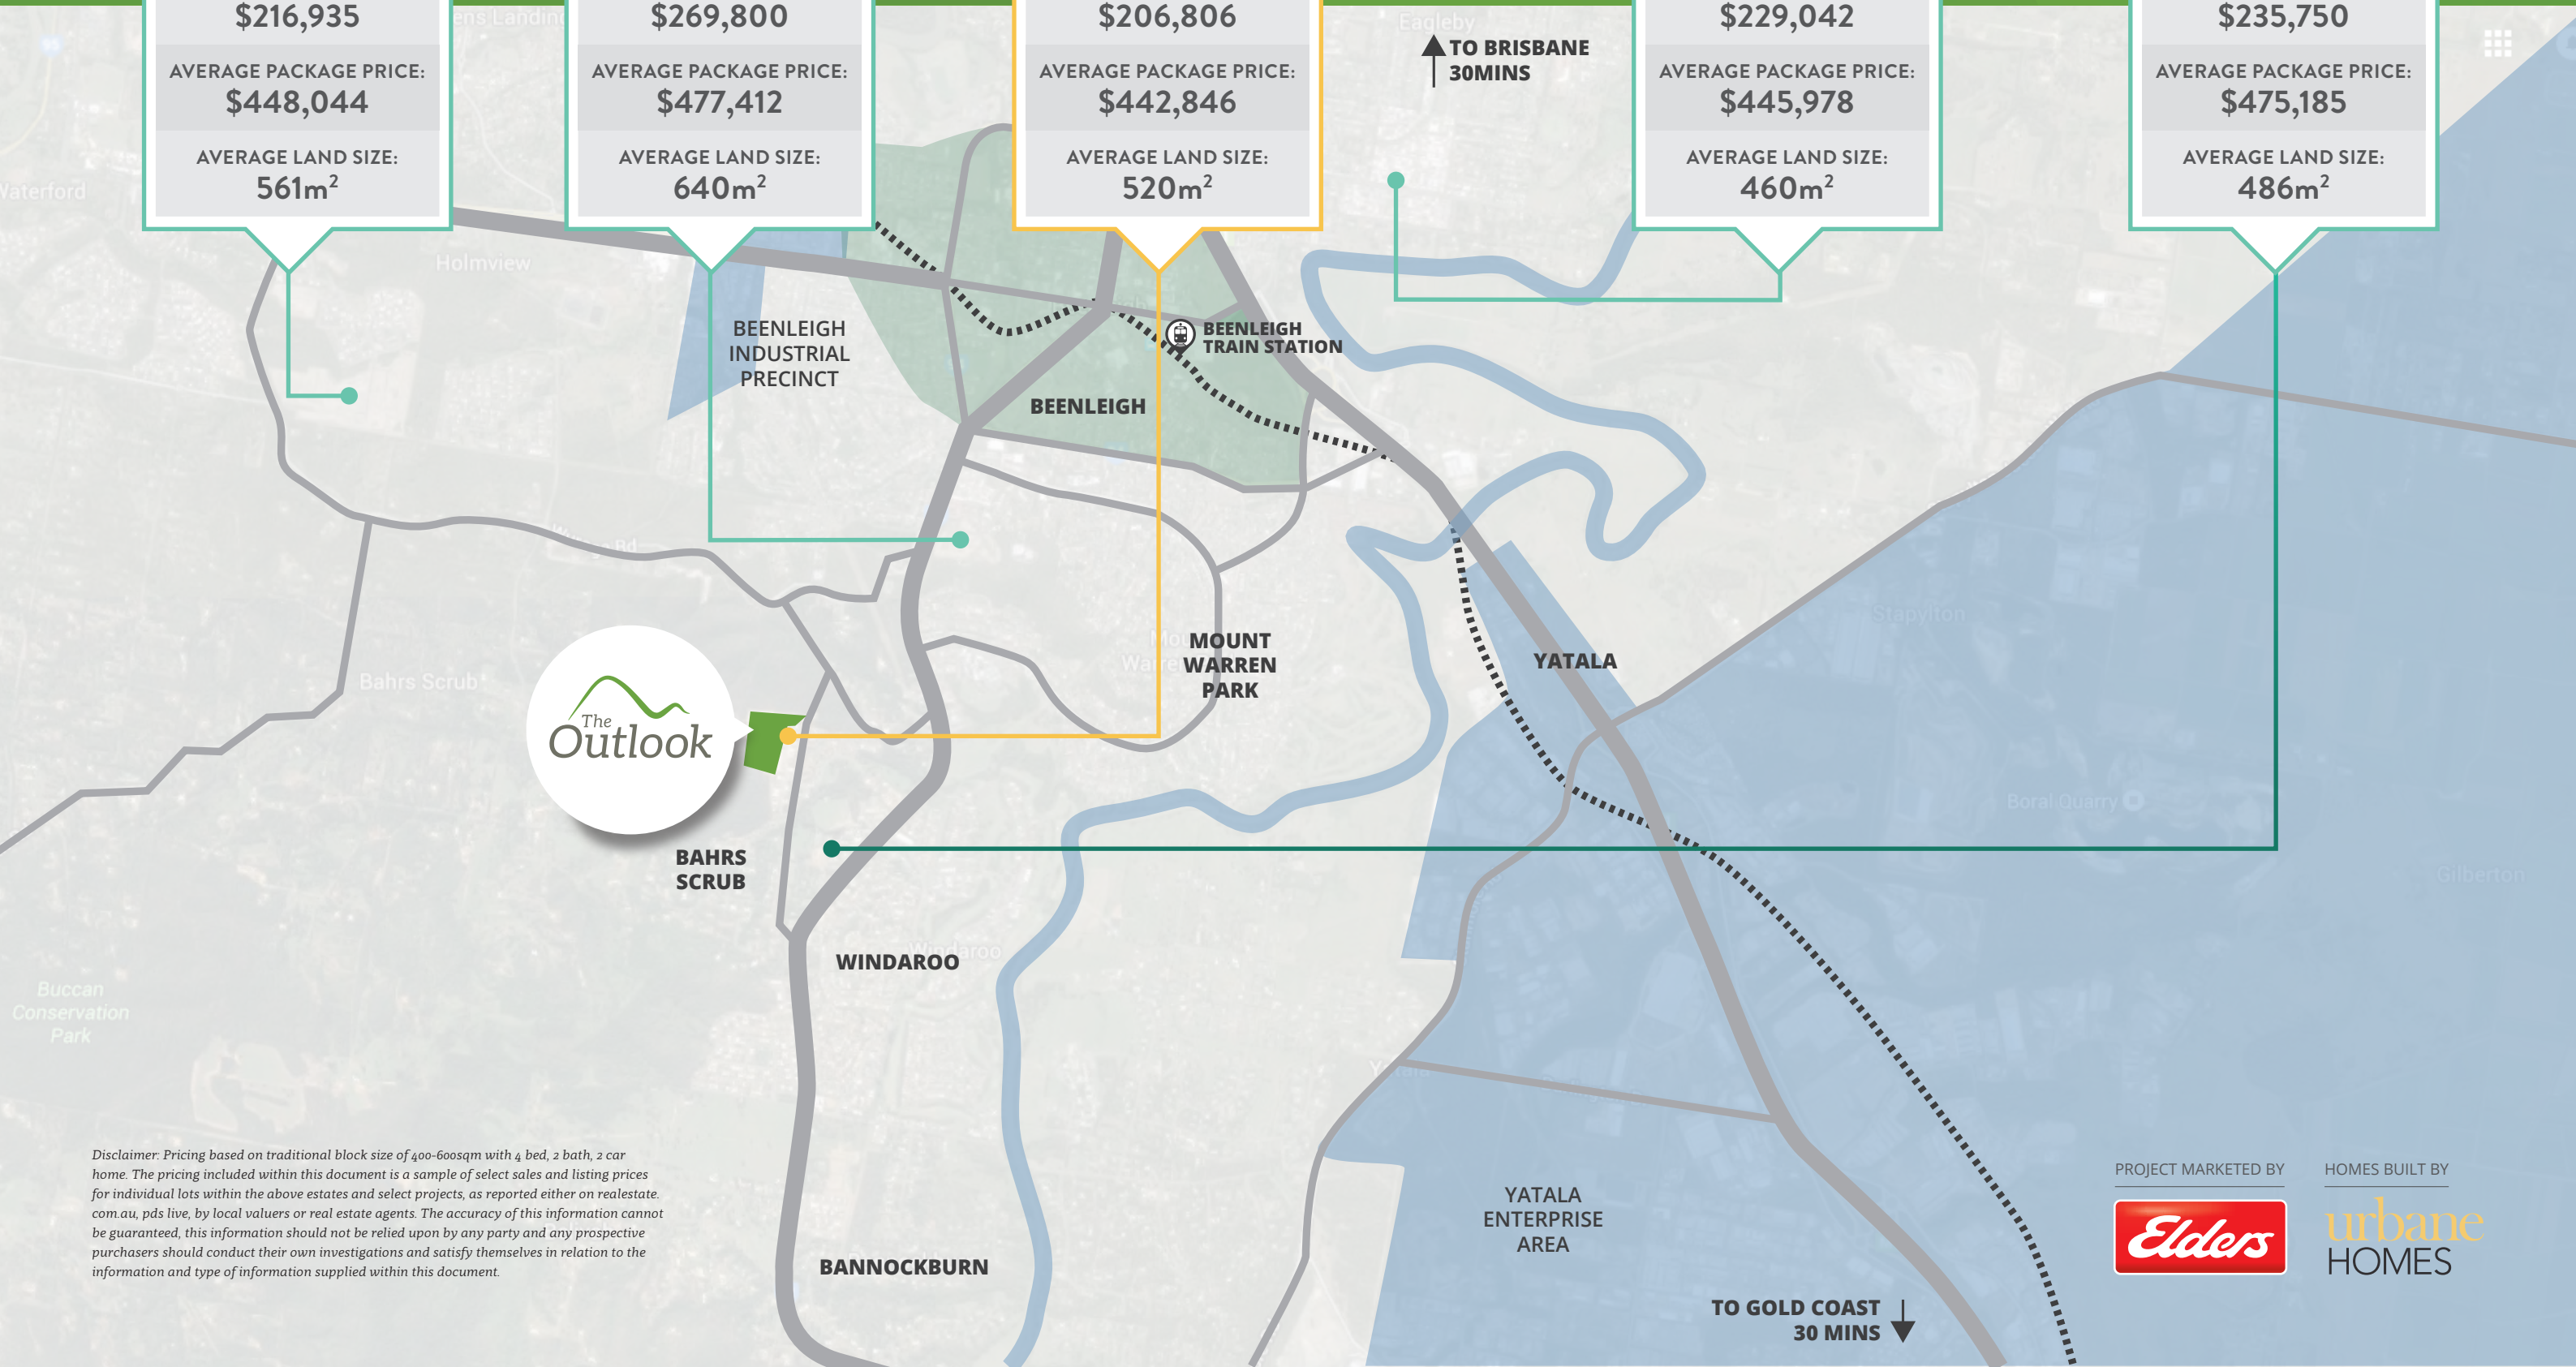 $216,935
AVERAGE PACKAGE PRICE:
$448,044
AVERAGE LAND SIZE:
561m²
$269,800
AVERAGE PACKAGE PRICE:
$477,412
AVERAGE LAND SIZE:
640m²
$206,806
AVERAGE PACKAGE PRICE:
$442,846
AVERAGE LAND SIZE:
520m²
$229,042
AVERAGE PACKAGE PRICE:
$445,978
AVERAGE LAND SIZE:
460m²
$235,750
AVERAGE PACKAGE PRICE:
$475,185
AVERAGE LAND SIZE:
486m²
Eagleby
TO BRISBANE
30MINS
Waterford
Holmview
BEENLEIGH
INDUSTRIAL
PRECINCT
BEENLEIGH
TRAIN STATION
BEENLEIGH
Rd
MOUNT
WARREN
PARK
Stapylton
YATALA
Bahrs Scrub
The
Outlook
Boral Quarry
BAHRS
SCRUB
Gilberton
WINDAROO
Windaroo
Buccan
Conservation
Park
Yatala
Disclaimer: Pricing based on traditional block size of 400-600sqm with 4 bed, 2 bath, 2 car
home. The pricing included within this document is a sample of select sales and listing prices
for individual lots within the above estates and select projects, as reported either on realestate.
com.au, pds live, by local valuers or real estate agents. The accuracy of this information cannot
be guaranteed, this information should not be relied upon by any party and any prospective
purchasers should conduct their own investigations and satisfy themselves in relation to the
information and type of information supplied within this document.
BANNOCKBURN
YATALA
ENTERPRISE
AREA
TO GOLD COAST
30 MINS
PROJECT MARKETED BY
Elders
HOMES BUILT BY
urbane
HOMES